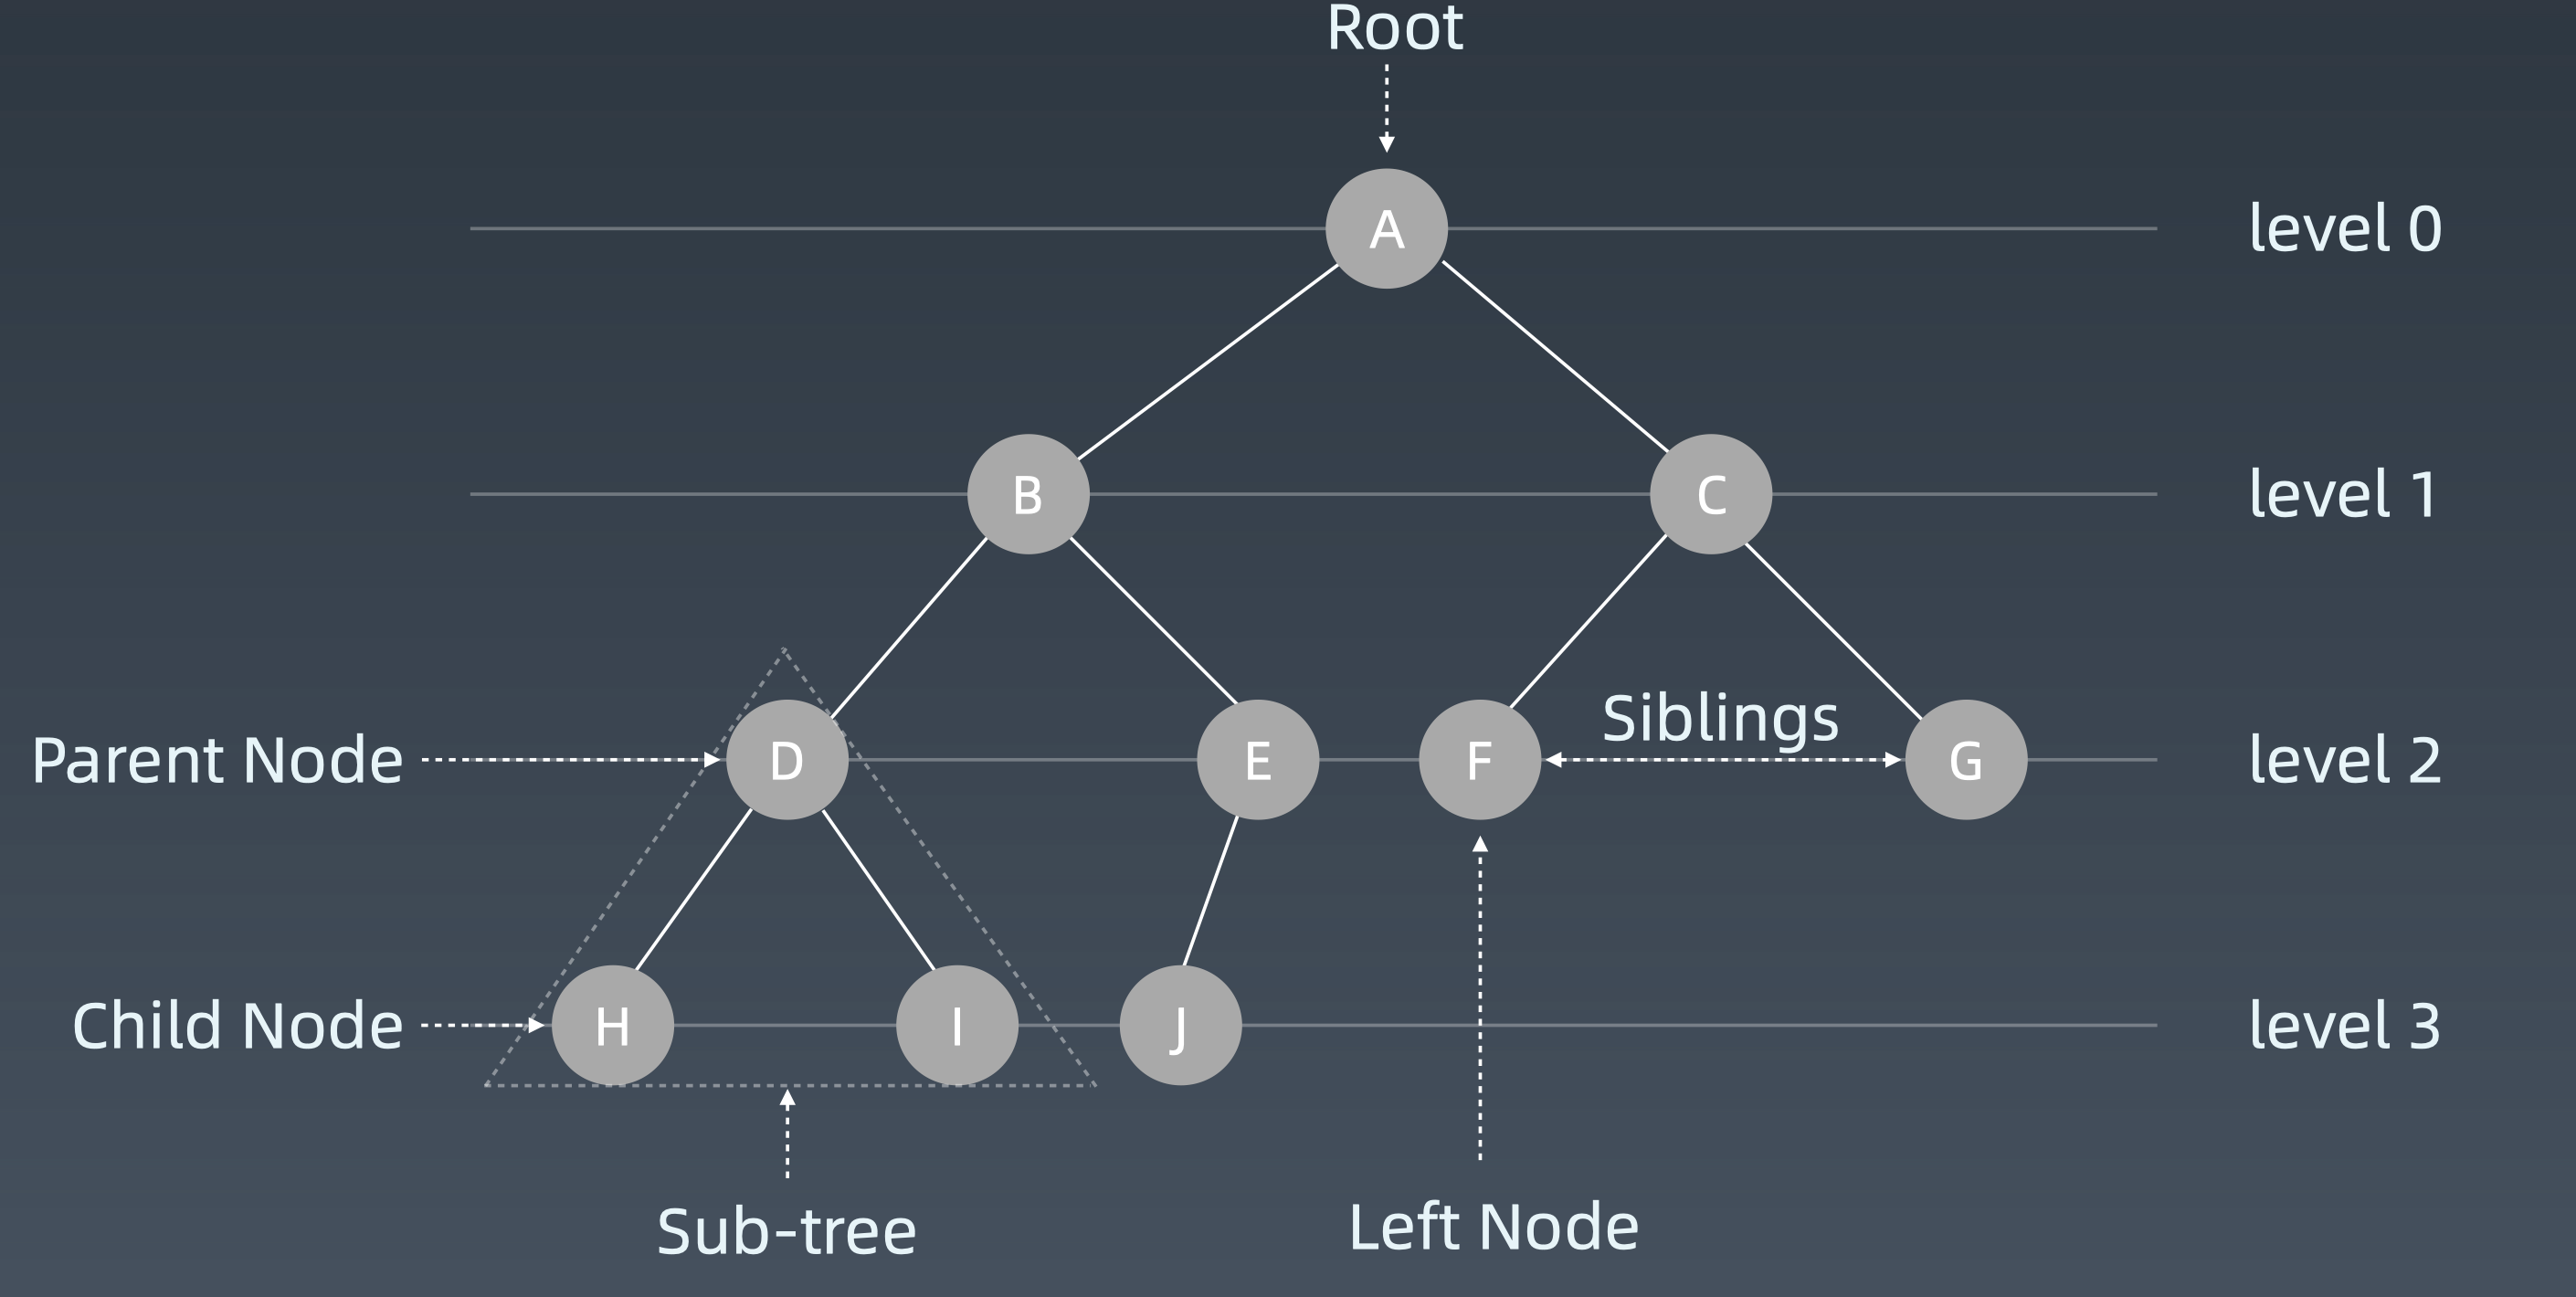 Root
A
level 0
B
C
level 1
Siblings
Parent Node
D
E
F
G
level 2
Child Node
H
I
J
level 3
Sub-tree
Left Node